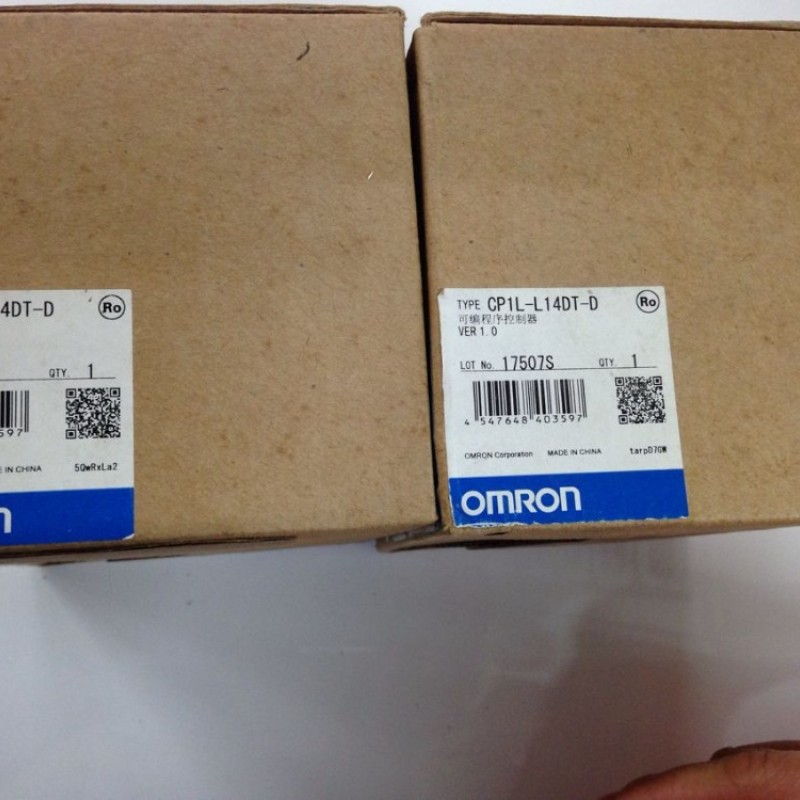 4DT-D
Ro
QTY. 1
597
E IN CHINA
5QwRxLa2
n
TYPE CP1L-L14DT-D
Ro
可编程序控制器
VER 1.0
LOT No. 17507S QTY. 1
4 547648 403597
OMRON Corporation MADE IN CHINA tarpD7GW
OMRON